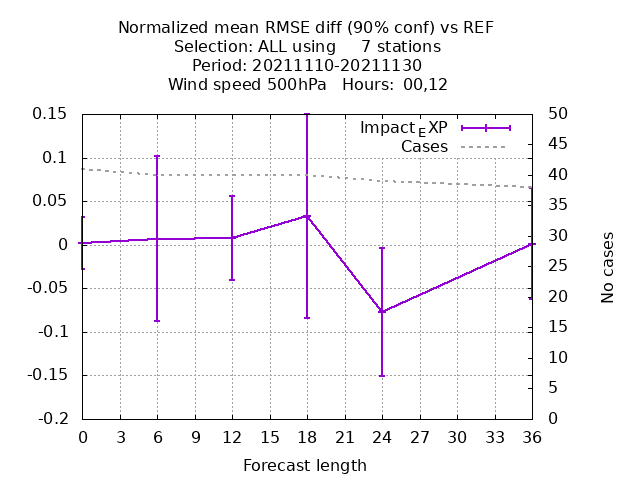 Normalized mean RMSE diff (90% conf) vs REF
Selection: ALL using 7 stations
Period: 20211110-20211130
Wind speed 500hPa Hours: 00,12
Impact_EXP
Cases
0.15
0.1
0.05
0
-0.05
-0.1
-0.15
-0.2
50
45
40
35
30
25
20
15
10
5
0
No cases
0 3 6 9 12 15 18 21 24 27 30 33 36
Forecast length